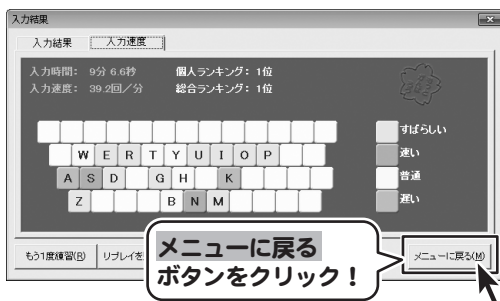 入力結果
入力結果 入力速度
入力時間： 9分 6.6秒 個人ランキング：1位
入力速度： 39.2回／分 総合ランキング：1位
すばらしい
W E R T Y U I O P 速い
A S D G H K 普通
Z B N M 遅い
もう1度練習(R) リプレイを メニューに戻る(M)
メニューに戻る
ボタンをクリック！